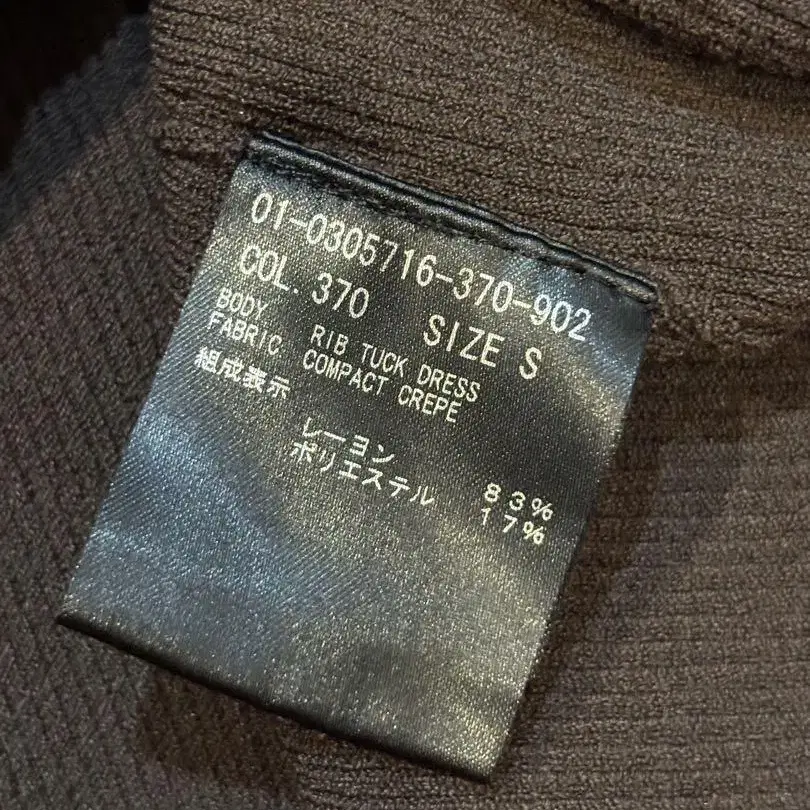 01-0305716-370-902
COL. 370 SIZE S
BODY RIB TUCK DRESS
FABRIC COMPACT CREPE
組成表示
レーヨン 83%
ポリエステル 17%